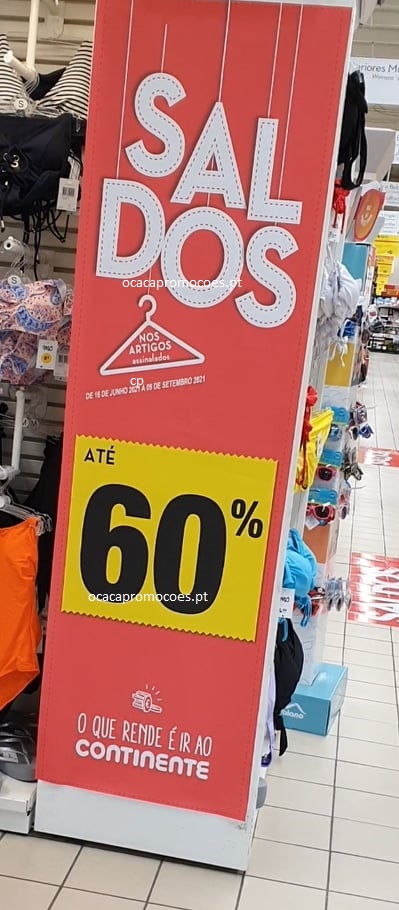 SAL
DOS
ocacapromocoes.pt
NOS
ARTIGOS
assinalados
cp
DE 16 DE JUNHO 2021 A 09 DE SETEMBRO 2021
ATÉ
60%
ocacapromocoes.pt
O QUE RENDE É IR AO
CONTINENTE